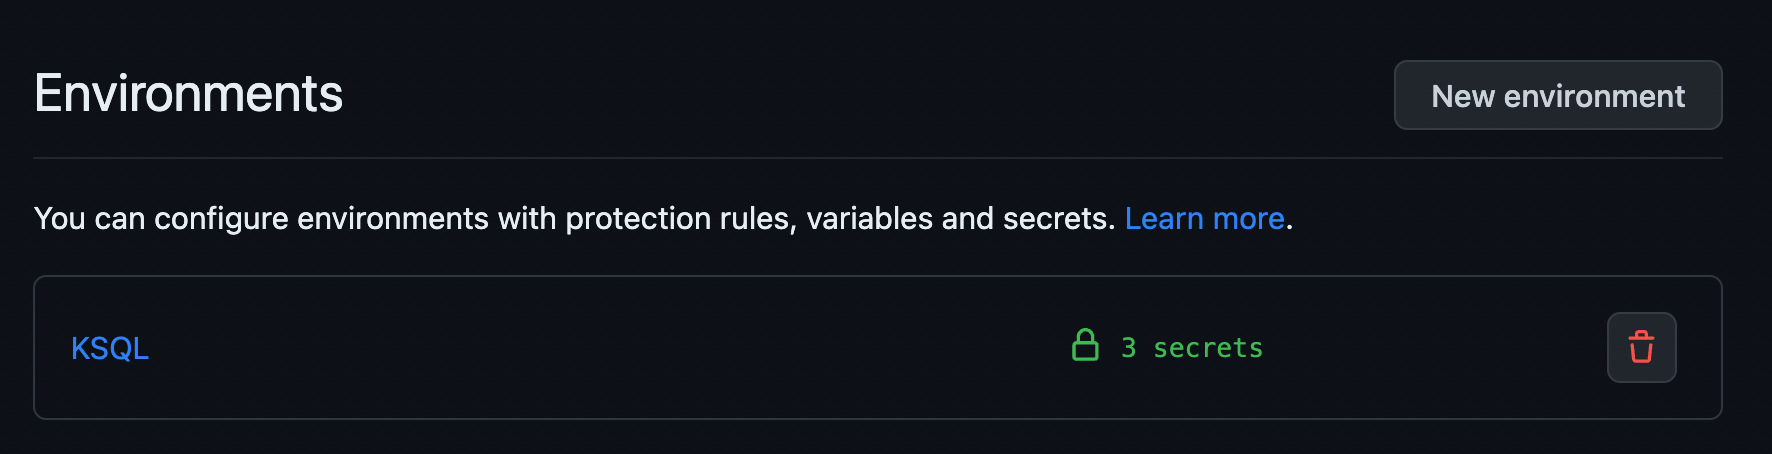 Environments
New environment
You can configure environments with protection rules, variables and secrets. Learn more.
KSQL
3 secrets